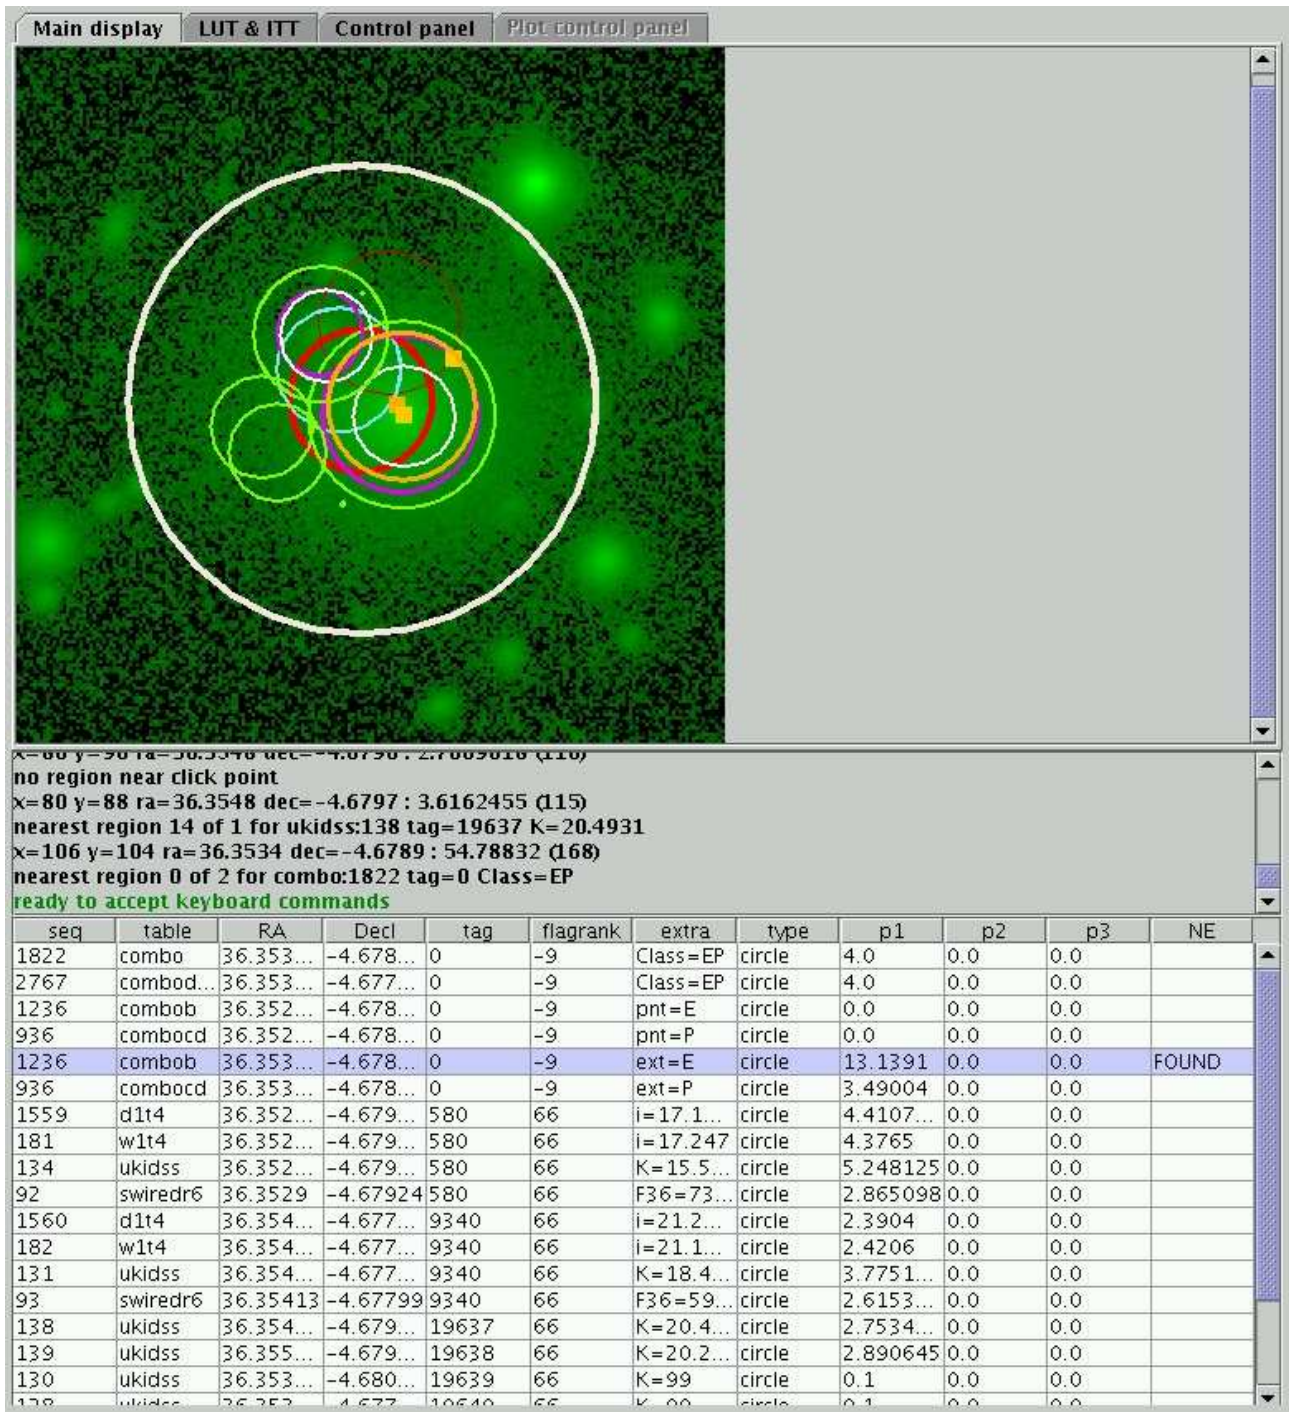 Main display LUT & ITT Control panel Plot control panel
no region near click point
x=80 y=88 ra=36.3548 dec=-4.6797 : 3.6162455 (115)
nearest region 14 of 1 for ukidss:138 tag=19637 K=20.4931
x=106 y=104 ra=36.3534 dec=-4.6789 : 54.78832 (168)
nearest region 0 of 2 for combo:1822 tag=0 Class=EP
ready to accept keyboard commands
seq table RA Decl tag flagrank extra type p1 p2 p3 NE
1822 combo 36.353... -4.678... 0 -9 Class=EP circle 4.0 0.0 0.0
2767 combod... 36.353... -4.677... 0 -9 Class=EP circle 4.0 0.0 0.0
1236 combob 36.352... -4.678... 0 -9 pnt=E circle 0.0 0.0 0.0
936 combocd 36.352... -4.678... 0 -9 pnt=P circle 0.0 0.0 0.0
1236 combob 36.353... -4.678... 0 -9 ext=E circle 13.1391 0.0 0.0 FOUND
936 combocd 36.353... -4.678... 0 -9 ext=P circle 3.49004 0.0 0.0
1559 d1t4 36.352... -4.679... 580 66 i=17.1... circle 4.4107... 0.0 0.0
181 w1t4 36.352... -4.679... 580 66 i=17.247 circle 4.3765 0.0 0.0
134 ukidss 36.352... -4.679... 580 66 K=15.5... circle 5.248125 0.0 0.0
92 swiredr6 36.3529 -4.67924 580 66 F36=73... circle 2.865098 0.0 0.0
1560 d1t4 36.354... -4.677... 9340 66 i=21.2... circle 2.3904 0.0 0.0
182 w1t4 36.354... -4.677... 9340 66 i=21.1... circle 2.4206 0.0 0.0
131 ukidss 36.354... -4.677... 9340 66 K=18.4... circle 3.7751... 0.0 0.0
93 swiredr6 36.35413 -4.67799 9340 66 F36=59... circle 2.6153... 0.0 0.0
138 ukidss 36.354... -4.679... 19637 66 K=20.4... circle 2.7534... 0.0 0.0
139 ukidss 36.355... -4.679... 19638 66 K=20.2... circle 2.890645 0.0 0.0
130 ukidss 36.353... -4.680... 19639 66 K=99 circle 0.1 0.0 0.0